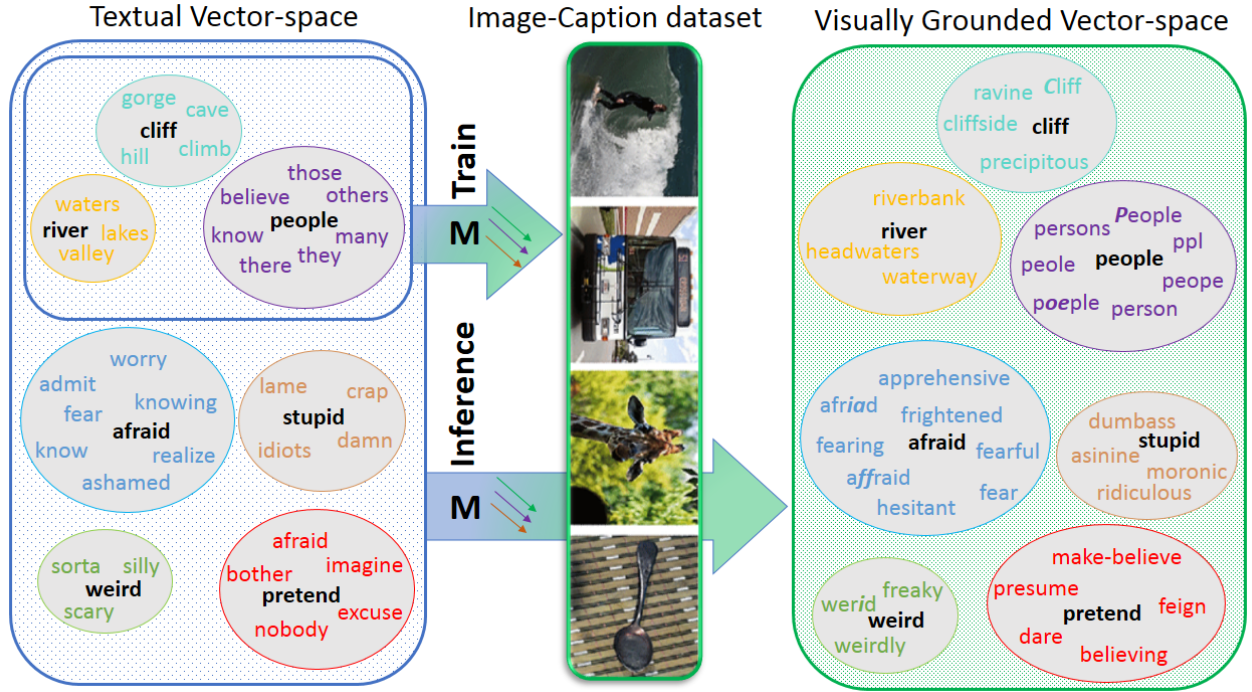 Textual Vector-space
Image-Caption dataset
Visually Grounded Vector-space
gorge
cave
cliff
hill
climb
waters
river
lakes
valley
those
believe
others
people
know
many
there
they
worry
admit
knowing
fear
afraid
know
realize
ashamed
lame
crap
stupid
damn
idiots
sorta
silly
weird
scary
afraid
bother
imagine
pretend
excuse
nobody
Train
M
Inference
M
ravine
Cliff
cliffside
cliff
precipitous
riverbank
river
headwaters
waterway
People
persons
ppl
peole
people
peope
poeple
person
apprehensive
afriad
frightened
fearing
afraid
fearful
affraid
fear
hesitant
dumbass
stupid
asinine
moronic
ridiculous
freaky
werid
weird
weirdly
make-believe
presume
pretend
feign
dare
believing